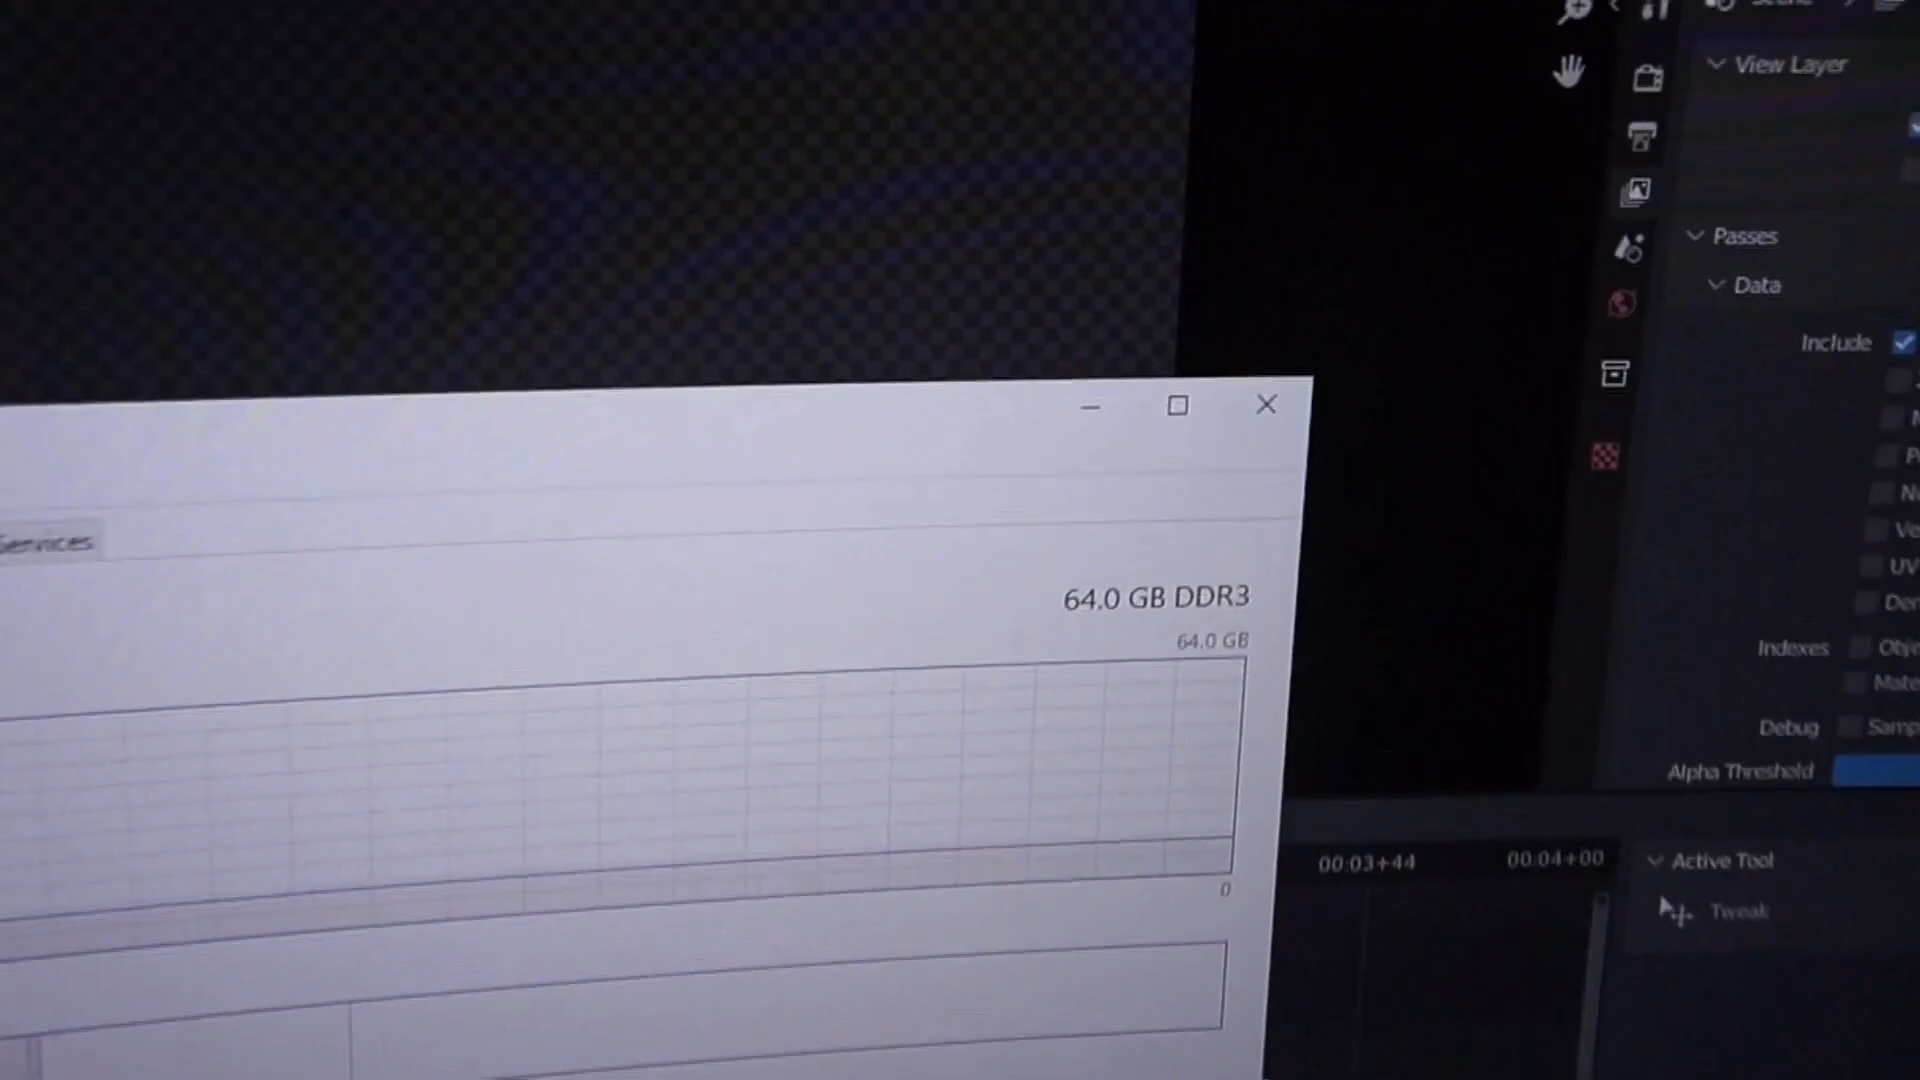 View Layer
Passes
Data
Include
Services
64.0 GB DDR3
64.0 GB
UV
Indexes
Debug
Alpha Threshold
00:03+44
00:04+00
Active Tool
0
Tweak